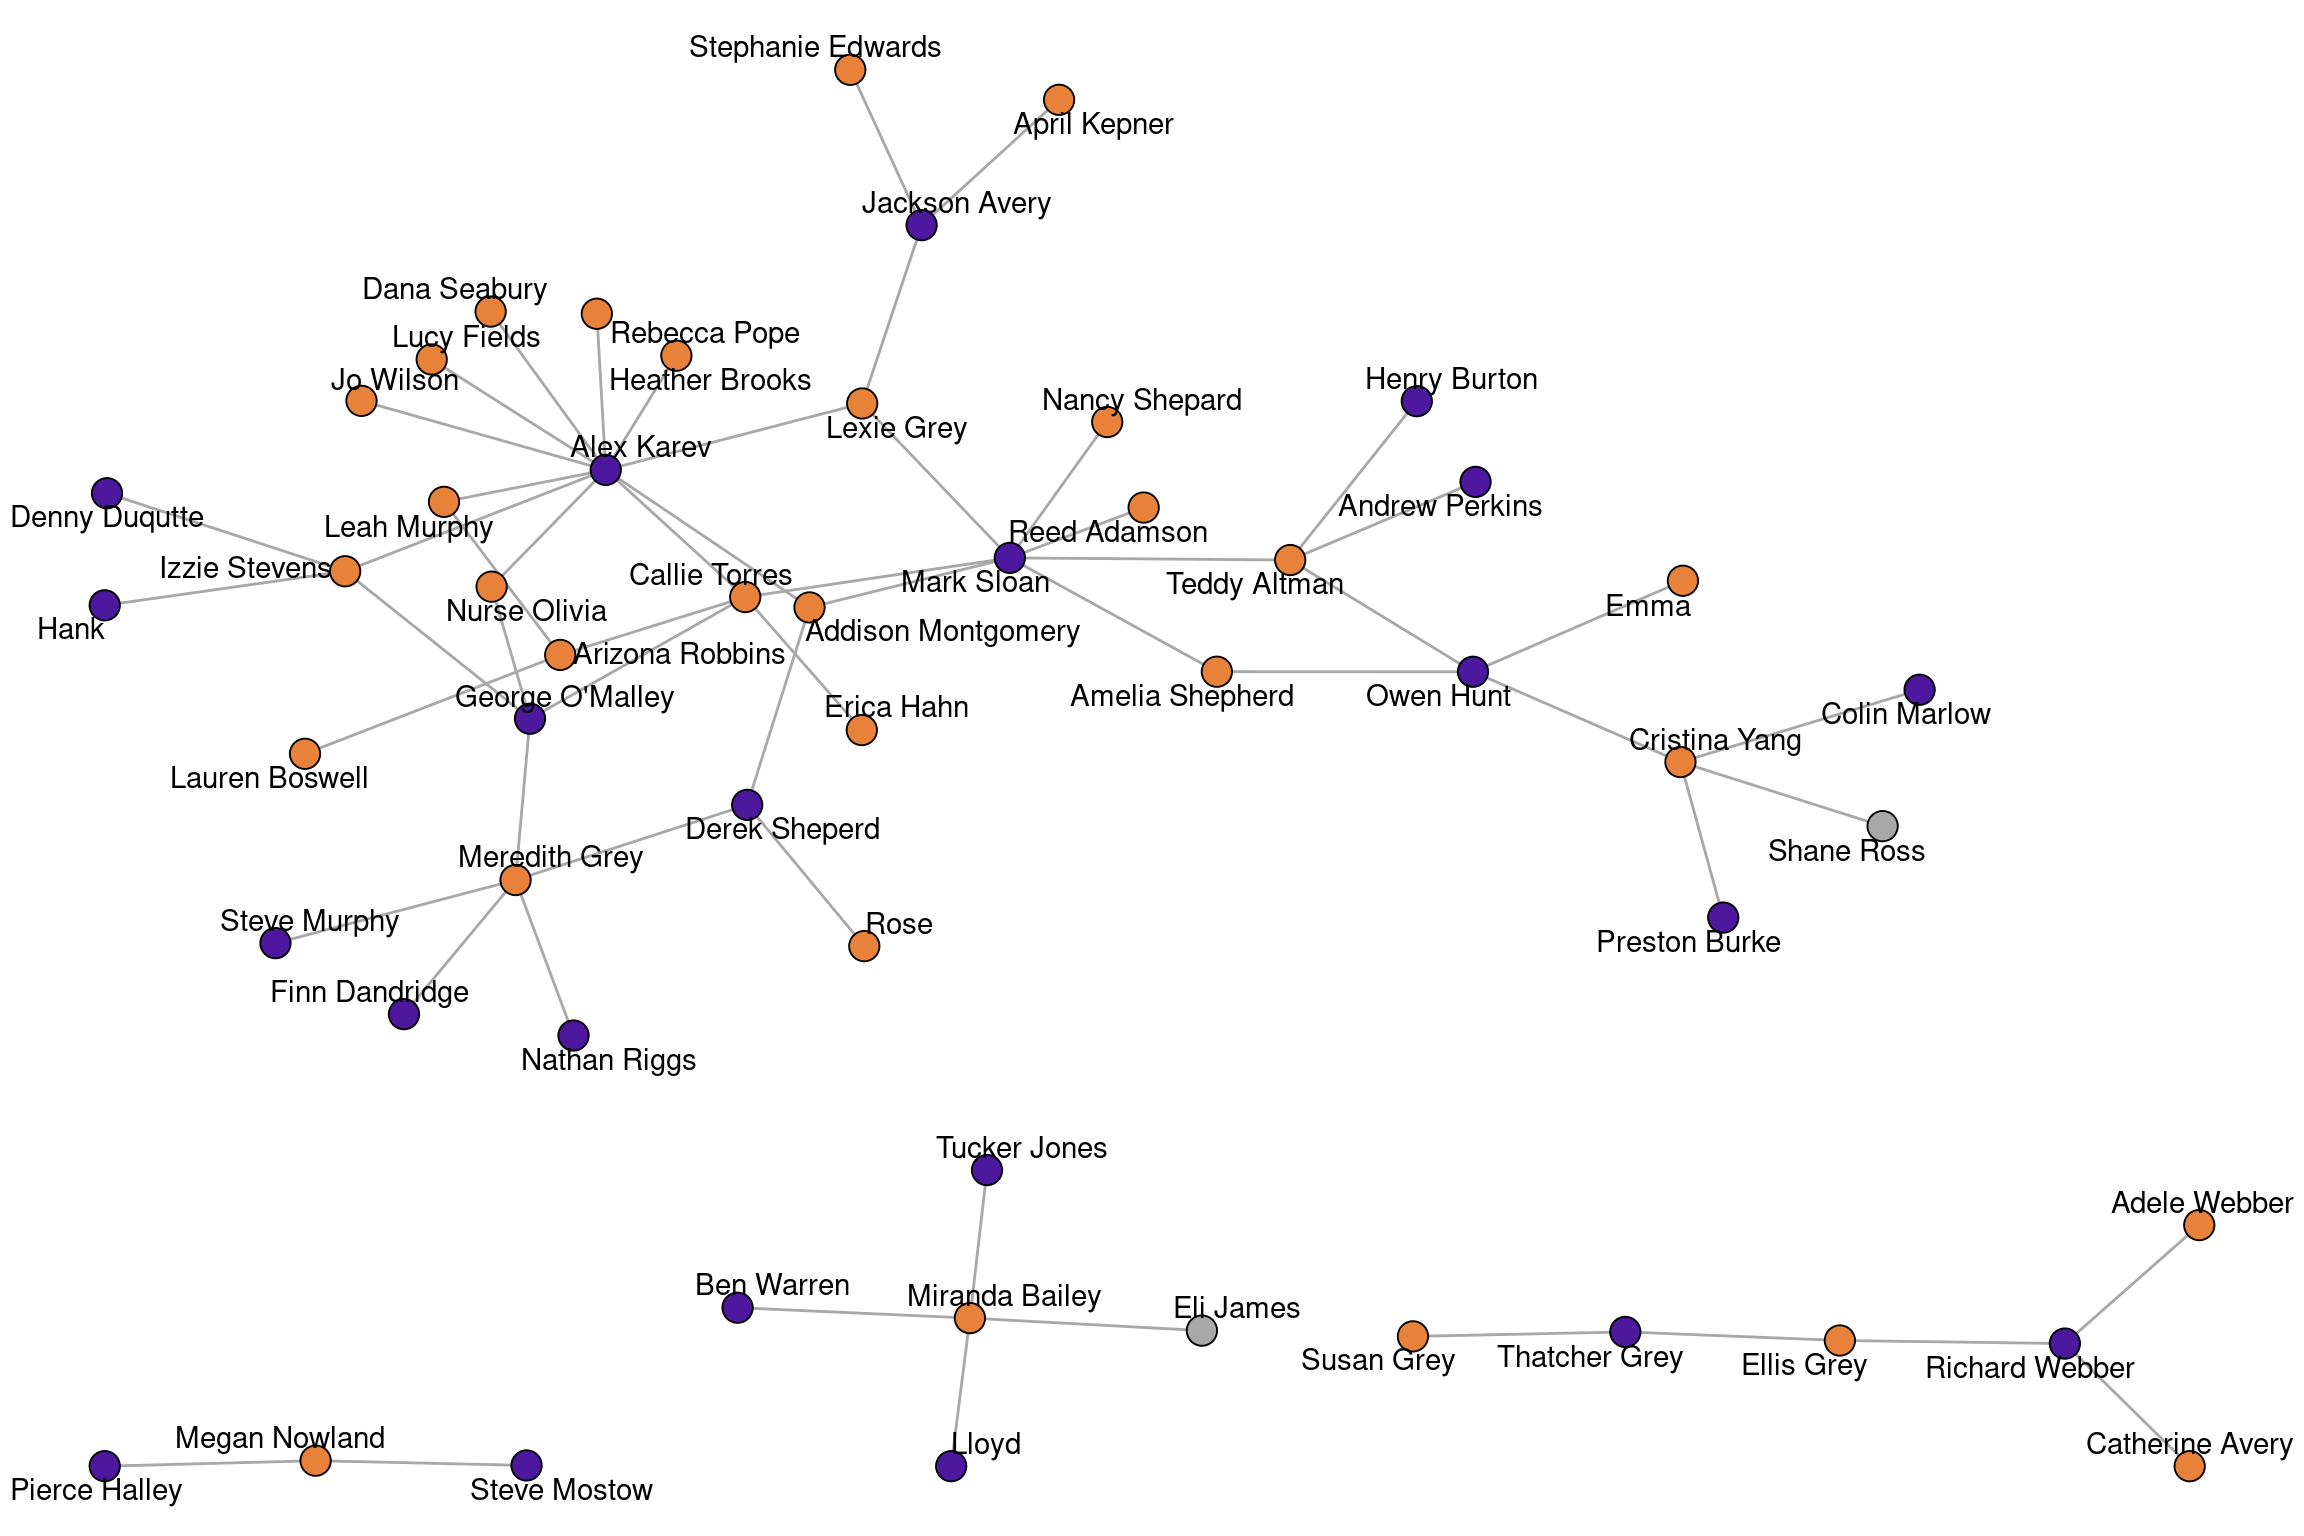 Stephanie Edwards
April Kepner
Jackson Avery
Dana Seabury
Rebecca Pope
Lucy Fields
Jo Wilson
Heather Brooks
Henry Burton
Nancy Shepard
Lexie Grey
Alex Karev
Andrew Perkins
Denny Duqutte
Leah Murphy
Reed Adamson
Izzie Stevens
Callie Torres
Mark Sloan
Teddy Altman
Emma
Nurse Olivia
Hank
Addison Montgomery
Arizona Robbins
George O'Malley
Amelia Shepherd
Owen Hunt
Erica Hahn
Colin Marlow
Cristina Yang
Lauren Boswell
Derek Sheperd
Shane Ross
Meredith Grey
Steve Murphy
Rose
Preston Burke
Finn Dandridge
Nathan Riggs
Tucker Jones
Adele Webber
Ben Warren
Miranda Bailey
Eli James
Susan Grey
Thatcher Grey
Ellis Grey
Richard Webber
Megan Nowland
Lloyd
Catherine Avery
Pierce Halley
Steve Mostow